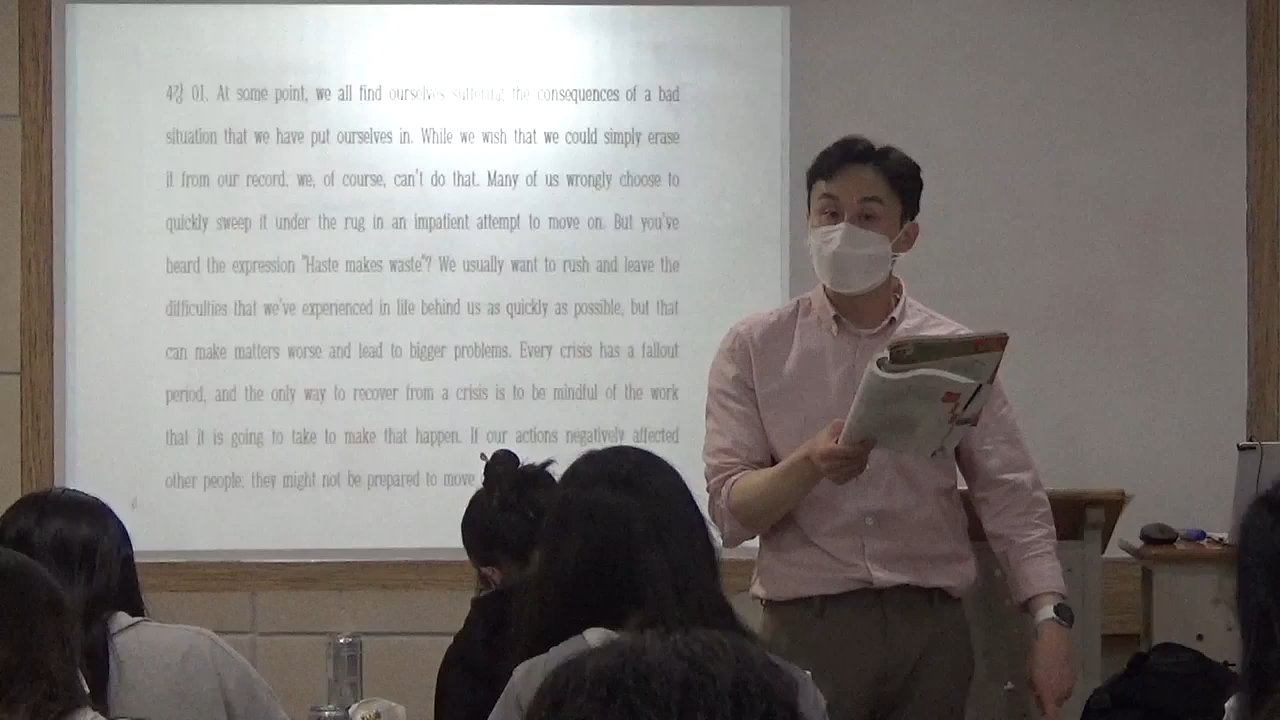 4강 01. At some point, we all find ourselves suffering the consequences of a bad
situation that we have put ourselves in. While we wish that we could simply erase
it from our record, we, of course, can't do that. Many of us wrongly choose to
quickly sweep it under the rug in an impatient attempt to move on. But you've
heard the expression "Haste makes waste"? We usually want to rush and leave the
difficulties that we've experienced in life behind us as quickly as possible, but that
can make matters worse and lead to bigger problems. Every crisis has a fallout
period, and the only way to recover from a crisis is to be mindful of the work
that it is going to take to make that happen. If our actions negatively affected
other people, they might not be prepared to move